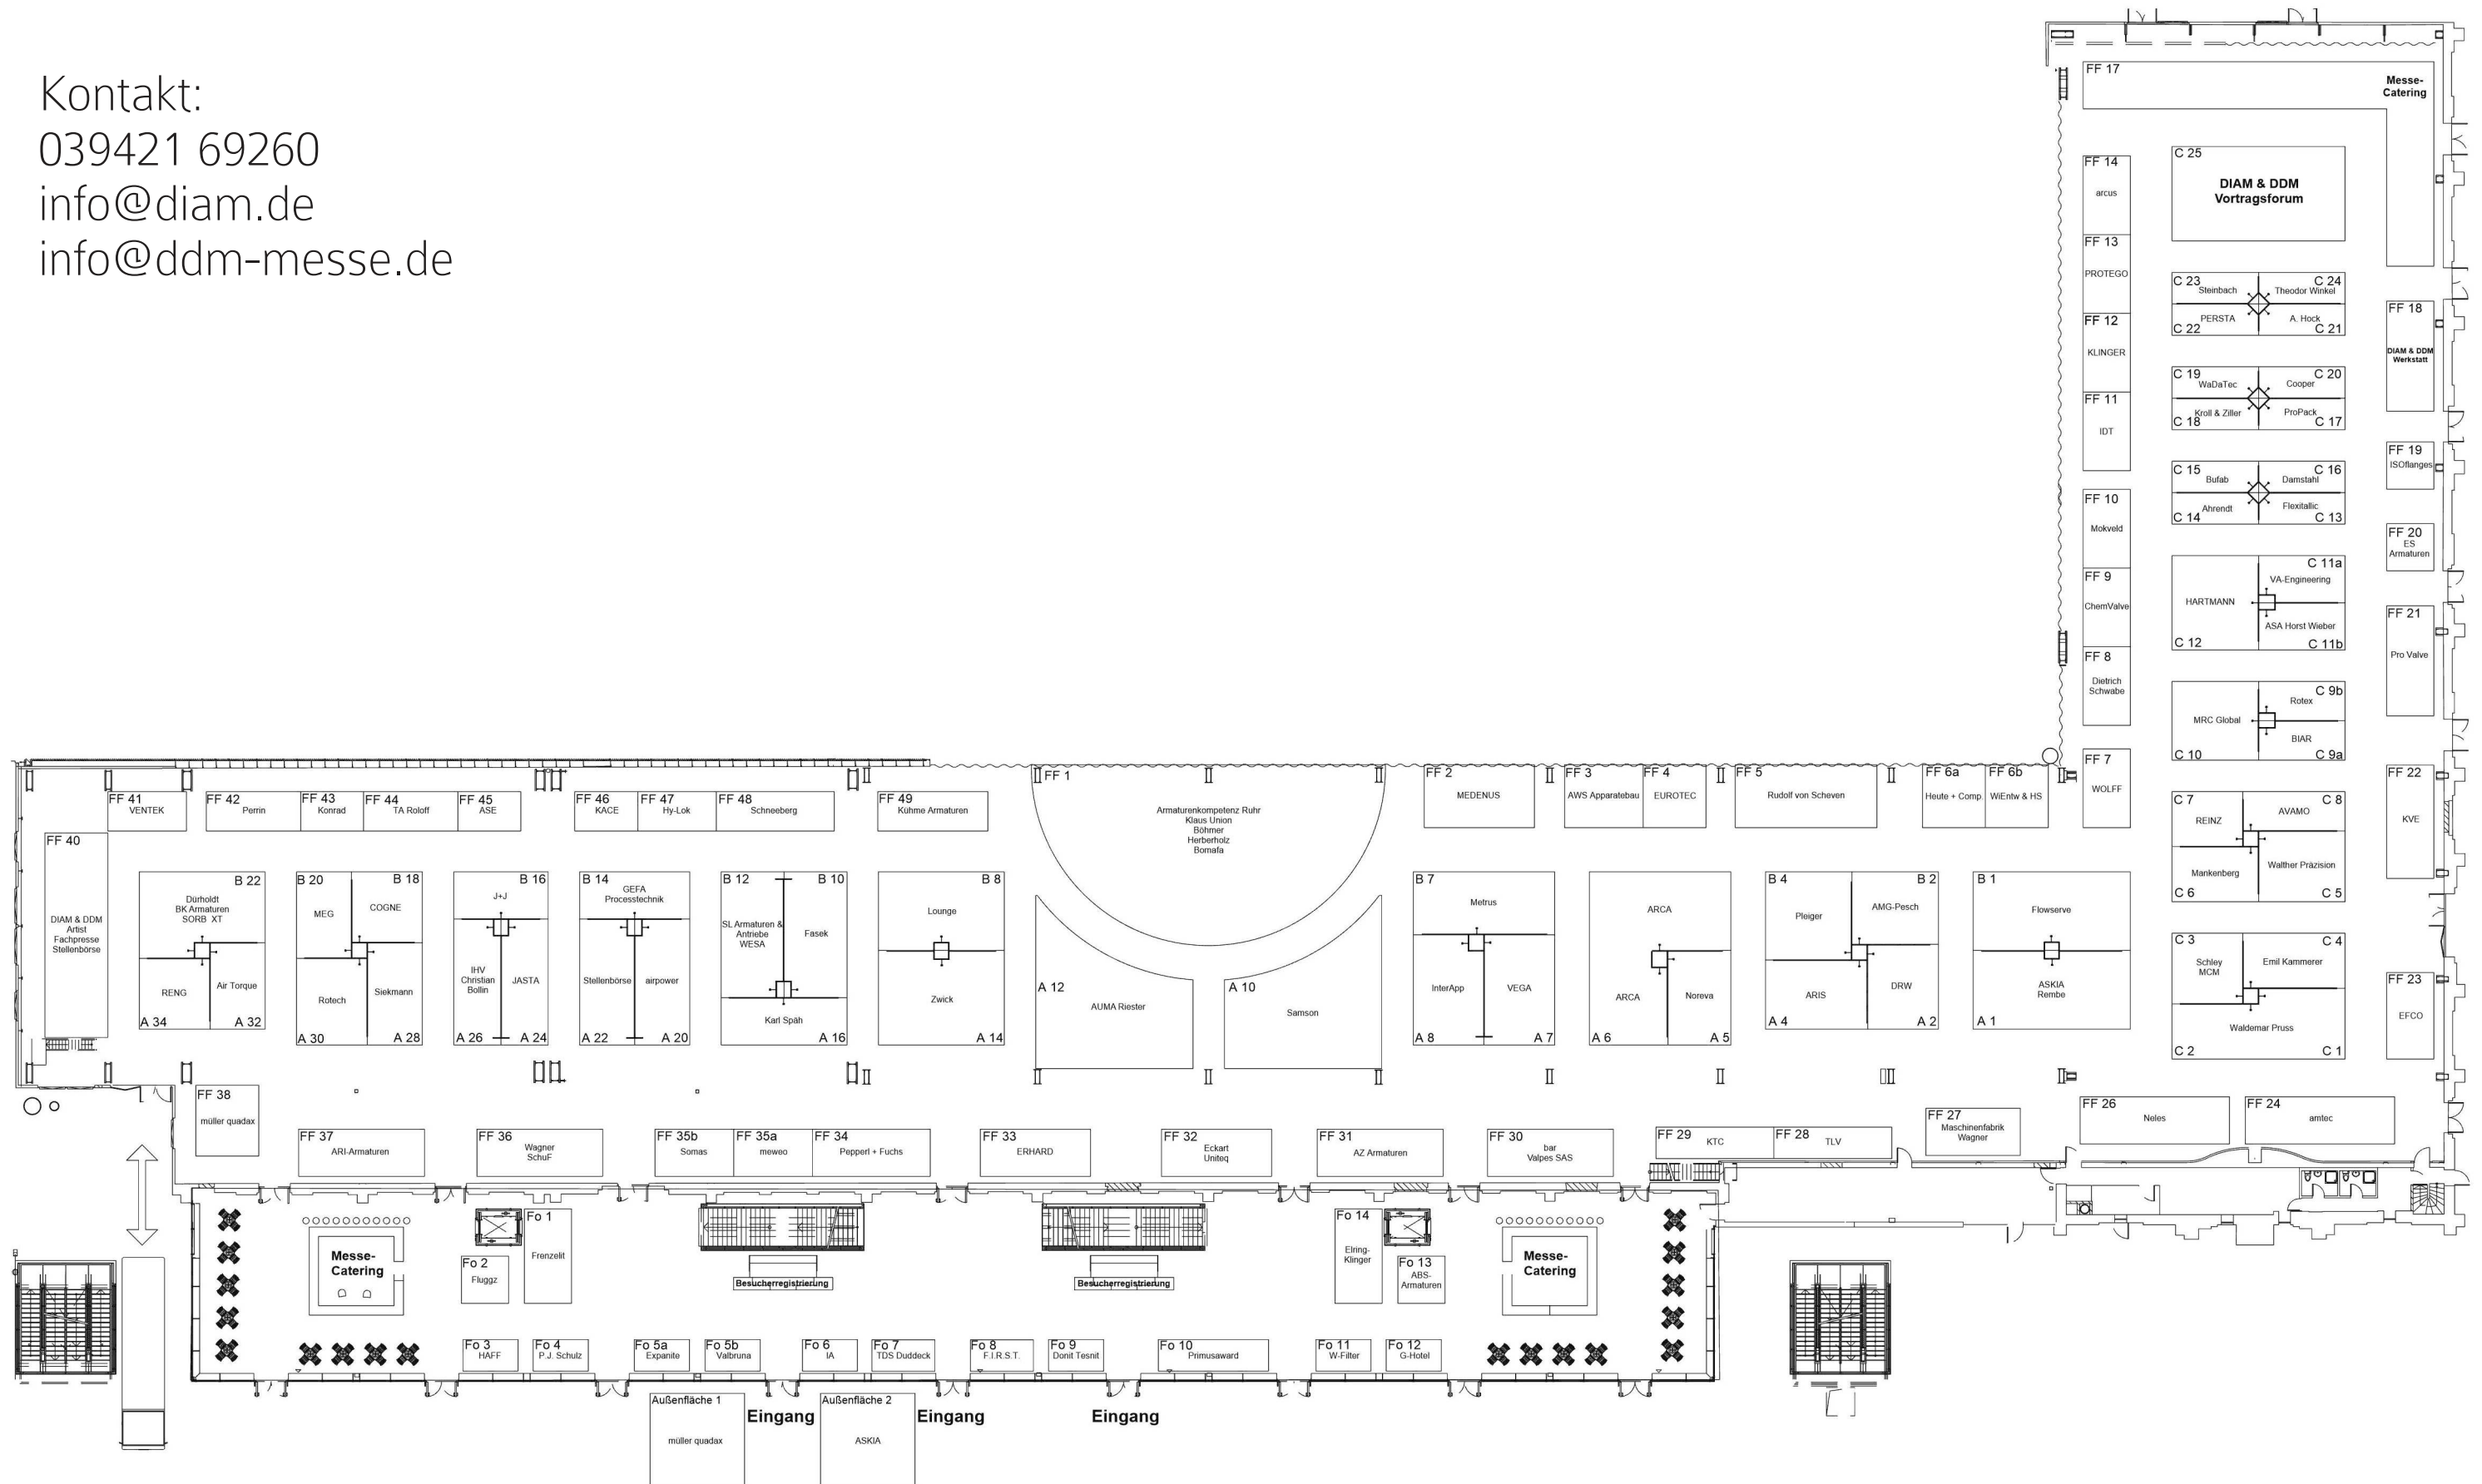 Kontakt:
039421 69260
info@diam.de
info@ddm-messe.de
FF 17
Messe-
Catering
FF 14
arcus
C 25
DIAM & DDM
Vortragsforum
FF 13
PROTEGO
C 23
Steinbach
C 24
Theodor Winkel
PERSTA
C 22
A. Hock
C 21
FF 18
DIAM & DDM
Werkstatt
FF 12
KLINGER
C 19
WaDaTec
C 20
Cooper
Kroll & Ziller
C 18
ProPack
C 17
FF 11
IDT
FF 19
ISOflanges
C 15
Bufab
C 16
Damstahl
Ahrendt
C 14
Flexitallic
C 13
FF 10
Mokveld
FF 20
ES
Armaturen
FF 9
ChemValve
C 11a
VA-Engineering
HARTMANN
C 12
ASA Horst Wieber
C 11b
FF 21
Pro Valve
FF 8
Dietrich
Schwabe
C 9b
Rotex
MRC Global
C 10
BIAR
C 9a
FF 7
WOLFF
FF 22
KVE
C 7
REINZ
C 8
AVAMO
Mankenberg
C 6
Walther Präzision
C 5
C 3
Schley
MCM
C 4
Emil Kammerer
Waldemar Pruss
C 2
C 1
FF 23
EFCO
FF 41
VENTEK
FF 42
Perrin
FF 43
Konrad
FF 44
TA Roloff
FF 45
ASE
FF 46
KACE
FF 47
Hy-Lok
FF 48
Schneeberg
FF 49
Kühme Armaturen
FF 1
Armaturenkompetenz Ruhr
Klaus Union
Böhmer
Herberholz
Bomafa
FF 2
MEDENUS
FF 3
AWS Apparatebau
FF 4
EUROTEC
FF 5
Rudolf von Scheven
FF 6a
Heute + Comp.
FF 6b
WiEntw & HS
FF 40
DIAM & DDM
Artist
Fachpresse
Stellenbörse
B 22
Dürholdt
BK Armaturen
SORB XT
RENG
A 34
Air Torque
A 32
B 20
MEG
B 18
COGNE
Rotech
A 30
Siekmann
A 28
B 16
J+J
IHV
Christian
Bollin
A 26
JASTA
A 24
B 14
GEFA
Processtechnik
Stellenbörse
A 22
airpower
A 20
B 12
SL Armaturen &
Antriebe
WESA
B 10
Fasek
Karl Späh
A 16
B 8
Lounge
Zwick
A 14
A 12
AUMA Riester
A 10
Samson
B 7
Metrus
InterApp
A 8
VEGA
A 7
ARCA
ARCA
A 6
Noreva
A 5
B 4
Pleiger
B 2
AMG-Pesch
ARIS
A 4
DRW
A 2
B 1
Flowserve
ASKIA
Rembe
A 1
FF 38
müller quadax
FF 37
ARI-Armaturen
FF 36
Wagner
SchuF
FF 35b
Somas
FF 35a
meweo
FF 34
Pepperl + Fuchs
FF 33
ERHARD
FF 32
Eckart
Uniteq
FF 31
AZ Armaturen
FF 30
bar
Valpes SAS
FF 29
KTC
FF 28
TLV
FF 27
Maschinenfabrik
Wagner
FF 26
Neles
FF 24
amtec
Messe-
Catering
Fo 1
Frenzelit
Fo 2
Fluggz
Besucherregistrierung
Besucherregistrierung
Fo 14
Elring-
Klinger
Fo 13
ABS-
Armaturen
Messe-
Catering
Fo 3
HAFF
Fo 4
P.J. Schulz
Fo 5a
Expanite
Fo 5b
Valbruna
Fo 6
IA
Fo 7
TDS Duddeck
Fo 8
F.I.R.S.T.
Fo 9
Donit Tesnit
Fo 10
Primusaward
Fo 11
W-Filter
Fo 12
G-Hotel
Außenfläche 1
müller quadax
Eingang
Außenfläche 2
ASKIA
Eingang
Eingang